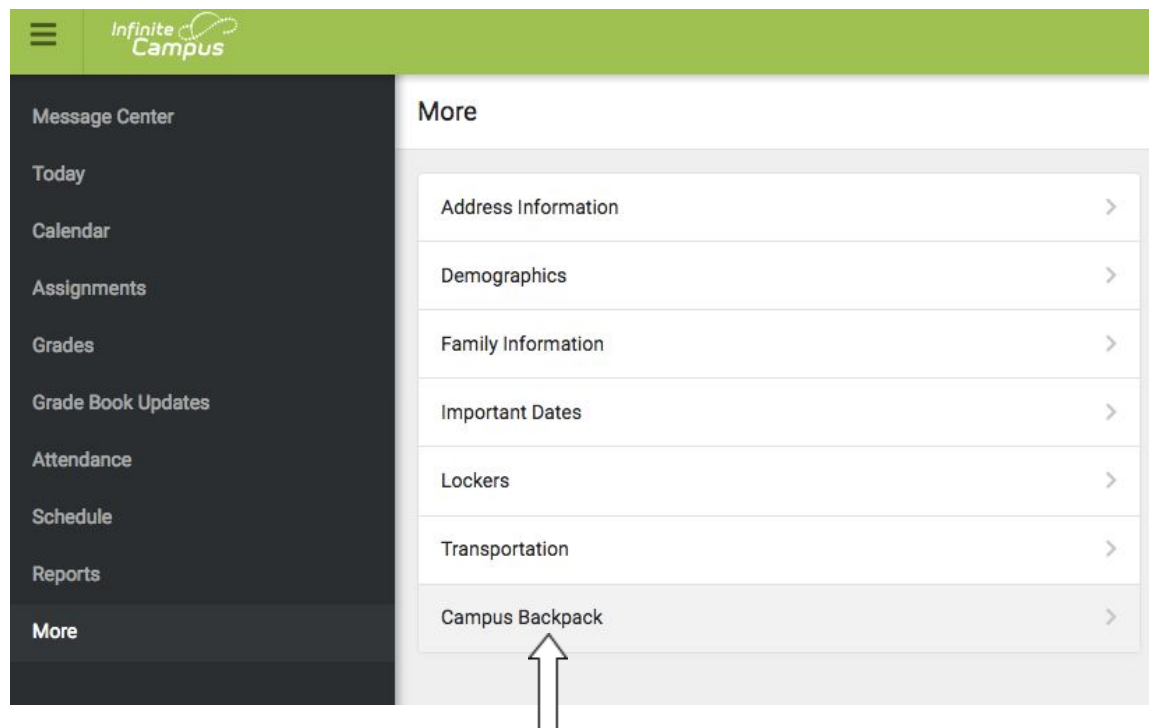 Infinite
Campus
Message Center
Today
Calendar
Assignments
Grades
Grade Book Updates
Attendance
Schedule
Reports
More
More
Address Information
Demographics
Family Information
Important Dates
Lockers
Transportation
Campus Backpack